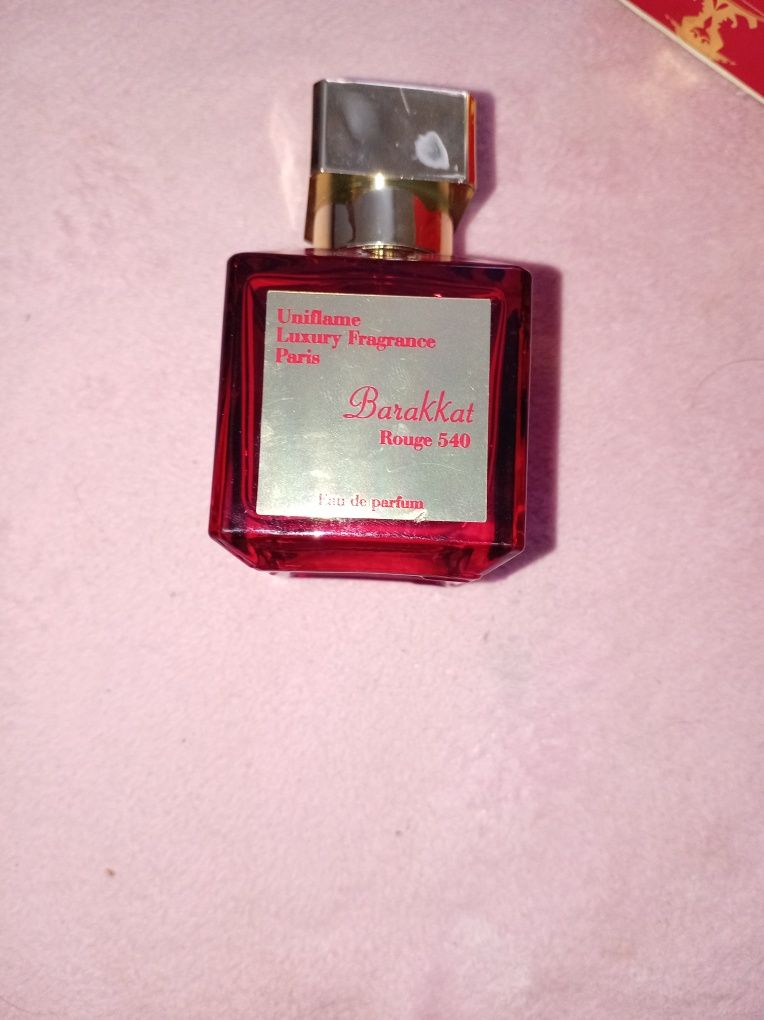 Uniflame
Luxury Fragrance
Paris
Barakkat
Rouge 540
Eau de parfum